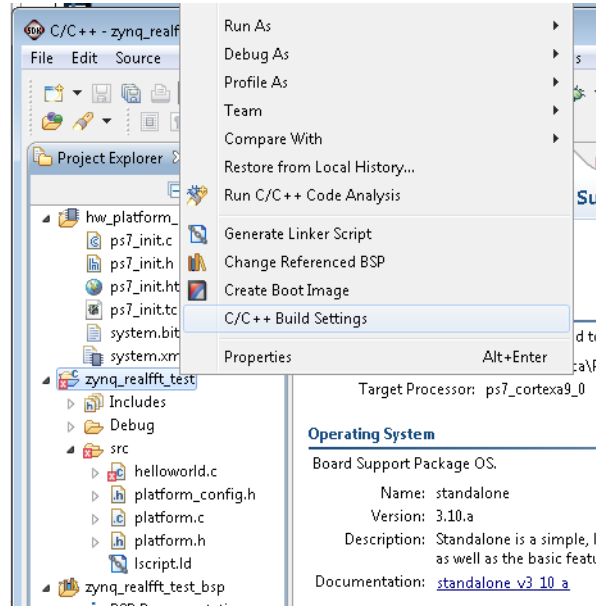 C/C++ - zynq_realf
File Edit Source
s
Run As
Debug As
Profile As
Team
Compare With
Restore from Local History...
Run C/C++ Code Analysis
Generate Linker Script
Change Referenced BSP
Create Boot Image
C/C++ Build Settings
Properties Alt+Enter
Project Explorer
Su
hw_platform_
ps7_init.c
ps7_init.h
ps7_init.ht
ps7_init.tc
system.bit
system.xm
zynq_realfft_test
Includes
Debug
src
helloworld.c
platform_config.h
platform.c
platform.h
lscript.ld
zynq_realfft_test_bsp
d to
ca\P
Target Processor: ps7_cortexa9_0
Operating System
Board Support Package OS.
Name: standalone
Version: 3.10.a
Description: Standalone is a simple, l
as well as the basic featu
Documentation: standalone_v3_10_a